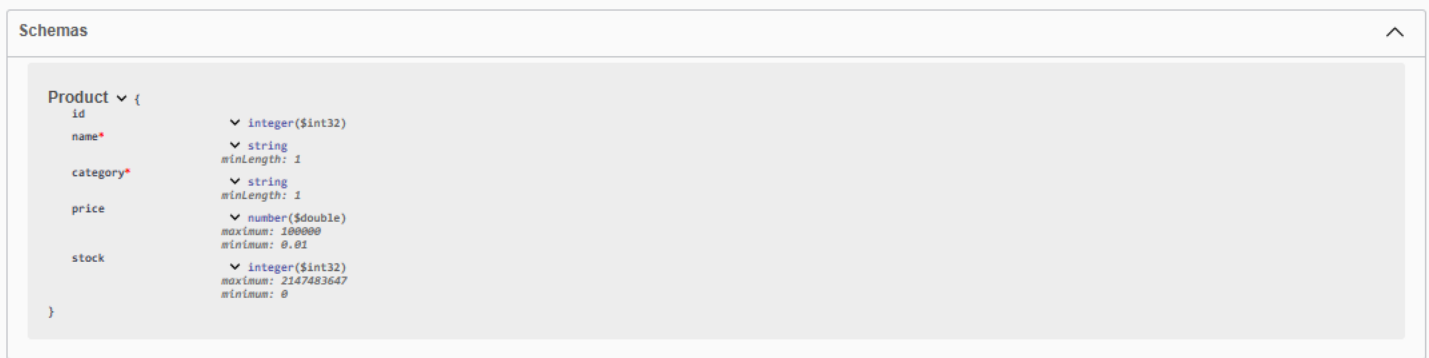 Schemas
Product {
id
integer($int32)
name*
string
minLength: 1
category*
string
minLength: 1
price
number($double)
maximum: 100000
minimum: 0.01
stock
integer($int32)
maximum: 2147483647
minimum: 0
}